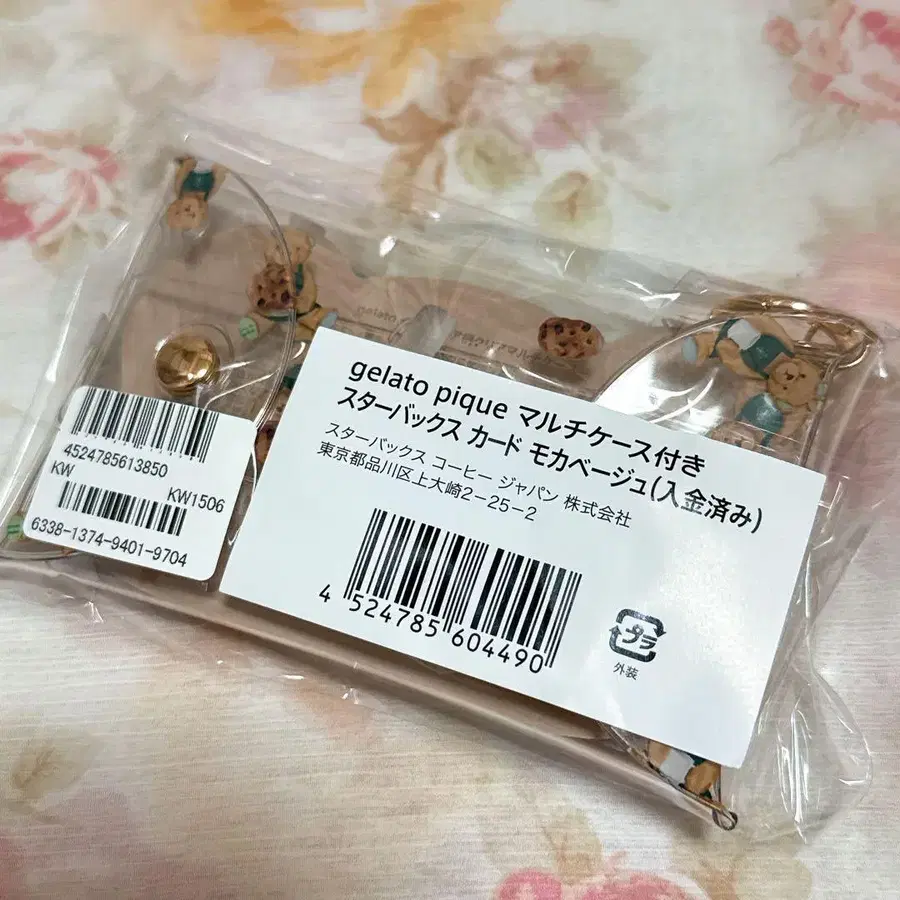 gelato pique マルチケース付き
スターバックス カード モカベージュ(入金済み)
スターバックス コーヒー ジャパン 株式会社
東京都品川区上大崎2-25-2
4 524785 604490
プラ
外装
4524785613850
KW
KW1506
6338-1374-9401-9704
gelato